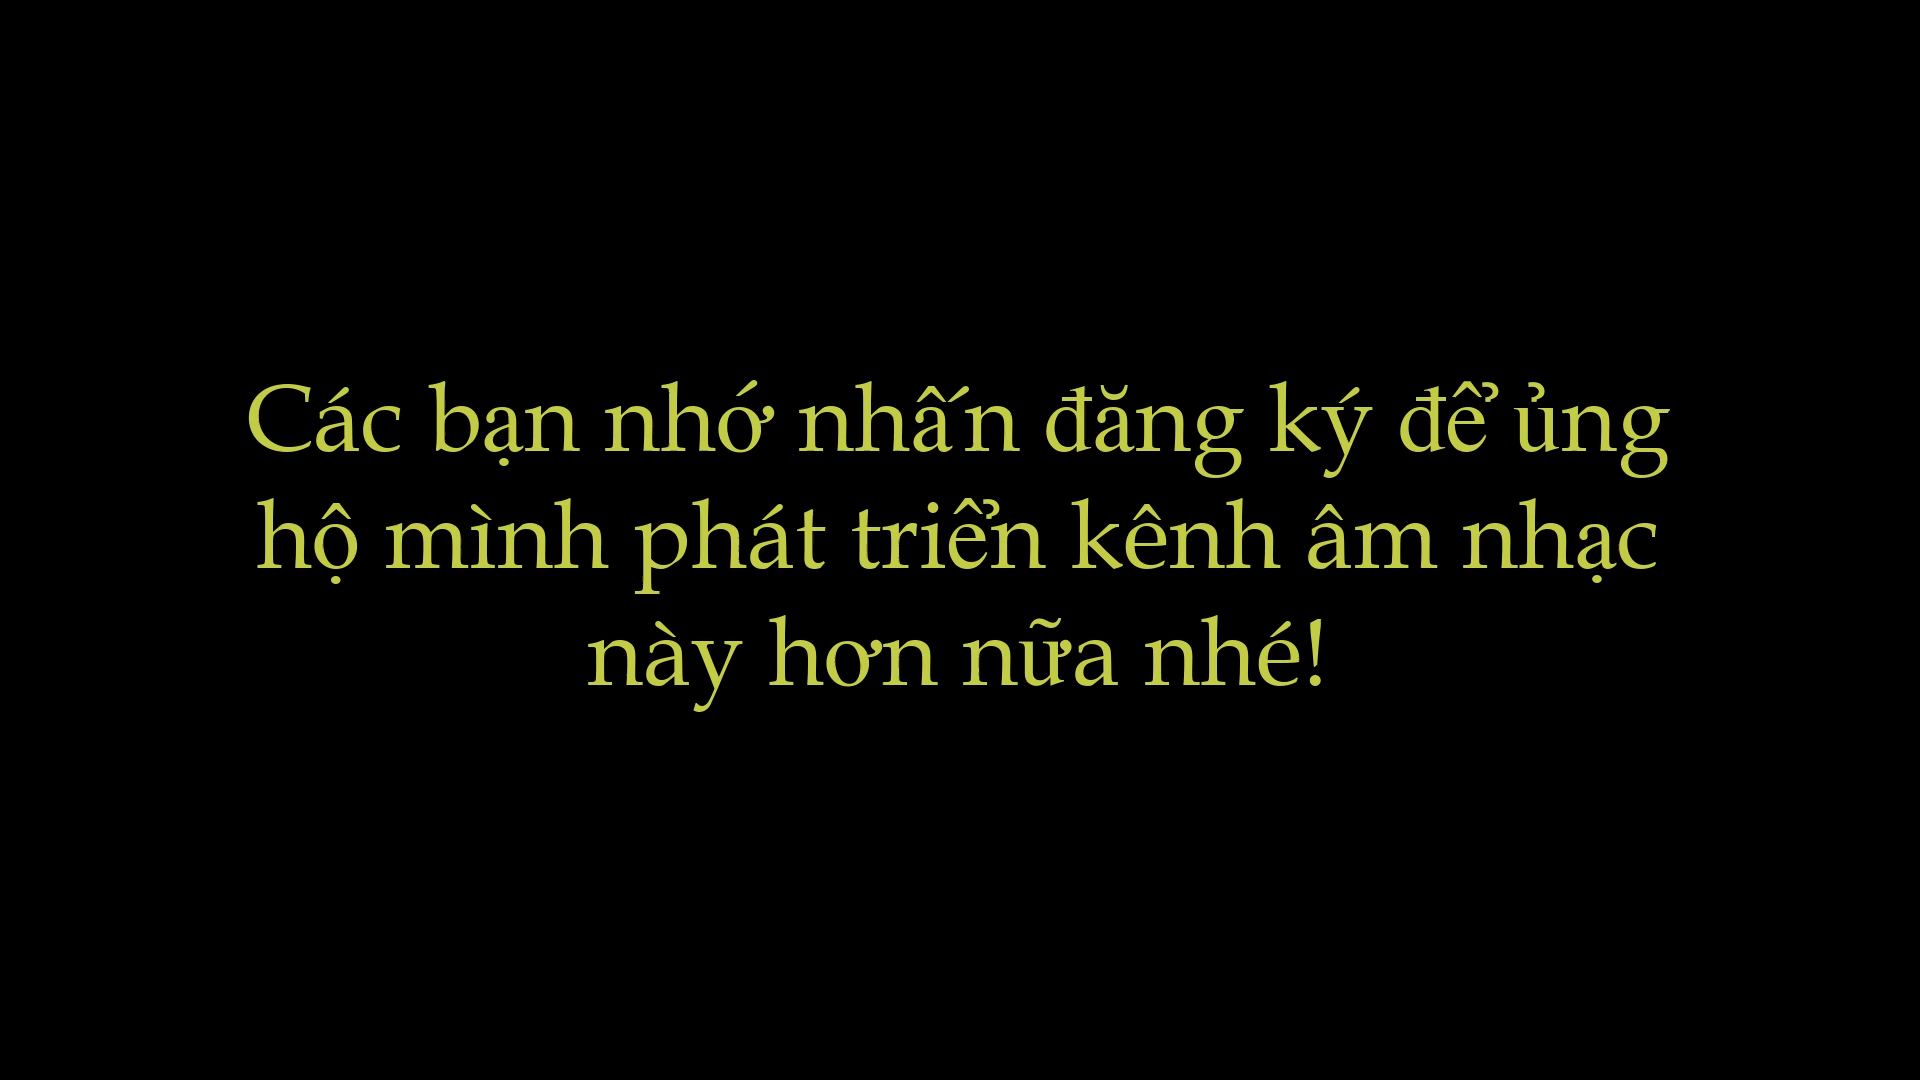 Các bạn nhớ nhấn đăng ký để ủng
hộ mình phát triển kênh âm nhạc
này hơn nữa nhé!